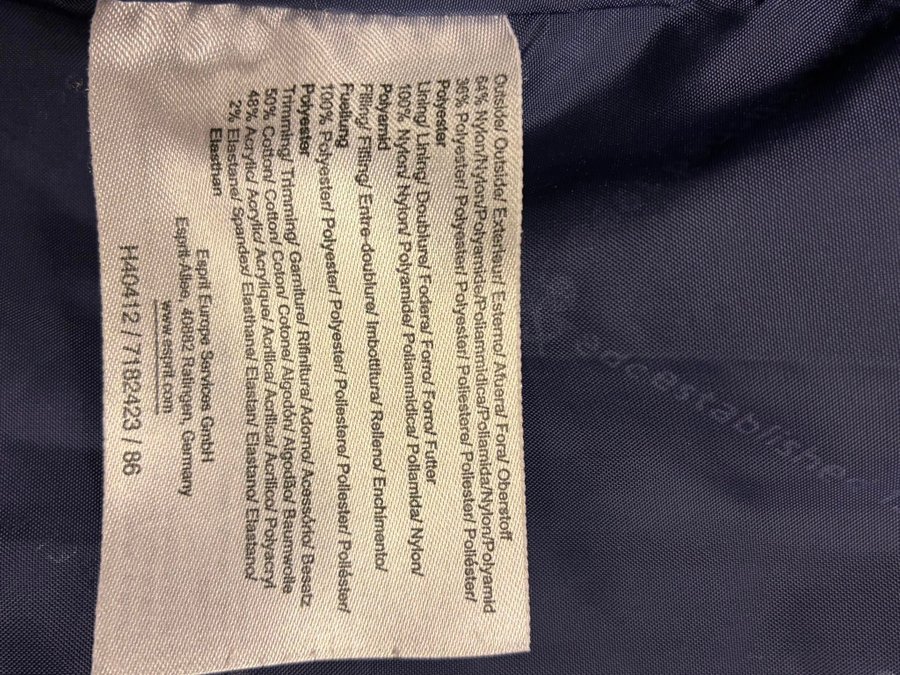 Outside/ Outside/ Exterieur/ Esterno/ Afuera/ Fora/ Oberstoff
64% Nylon/Nylon/Polyamide/Poliammidica/Poliamida/Nylon/Polyamid
36% Polyester/ Polyester/ Polyester/ Poliestere/ Poliester/ Poliéster/
Polyester
Lining/ Lining/ Doublure/ Fodera/ Forro/ Forro/ Futter
100% Nylon/ Nylon/ Polyamide/ Poliammidica/ Poliamida/ Nylon/
Polyamid
Filling/ Filling/ Entre-doublure/ Imbottitura/ Relleno/ Enchimento/
Fuellung
100% Polyester/ Polyester/ Polyester/ Poliestere/ Poliester/ Poliéster/
Polyester
Trimming/ Trimming/ Garniture/ Rifinitura/ Adorno/ Acessório/ Besatz
50% Cotton/ Cotton/ Coton/ Cotone/ Algodón/ Algodão/ Baumwolle
48% Acrylic/ Acrylic/ Acrylique/ Acrilica/ Acrílica/ Acrílico/ Polyacryl
2% Elastane/ Spandex/ Elasthane/ Elastan/ Elastano/ Elastano/
Elasthan
Esprit Europe Services GmbH
Esprit-Allee, 40882 Ratingen, Germany
www.esprit.com
H40412 / 7182423 / 86
edcestablished